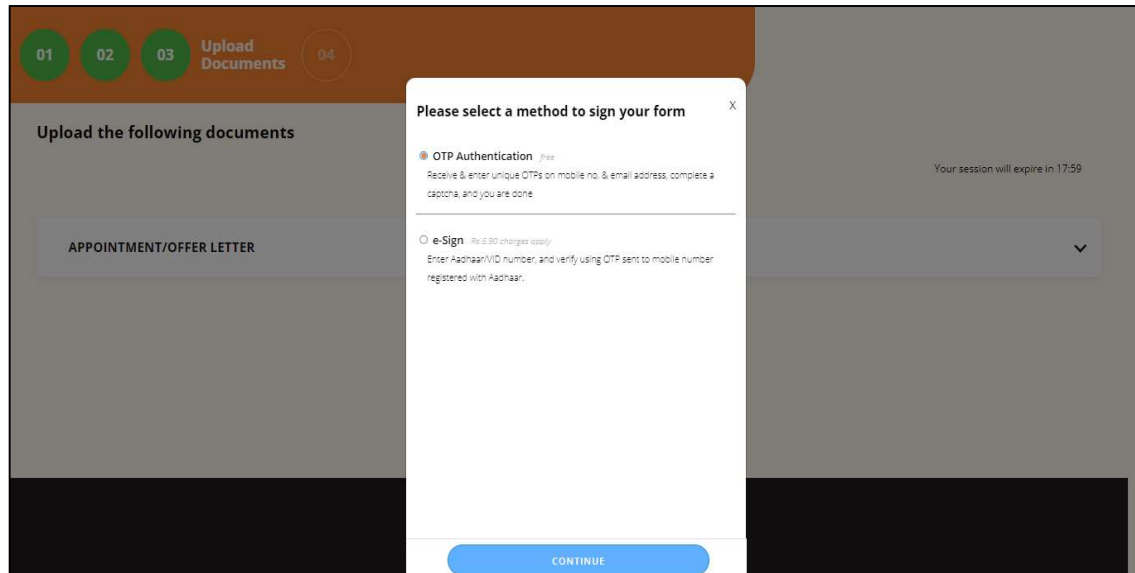 01 02 03 Upload Documents 04
Upload the following documents
Your session will expire in 17:59
APPOINTMENT/OFFER LETTER
Please select a method to sign your form X
OTP Authentication free
Receive & enter unique OTPs on mobile no. & email address, complete a
captcha, and you are done
e-Sign Rs 5.90 charges apply
Enter Aadhaar/VID number, and verify using OTP sent to mobile number
registered with Aadhaar.
CONTINUE